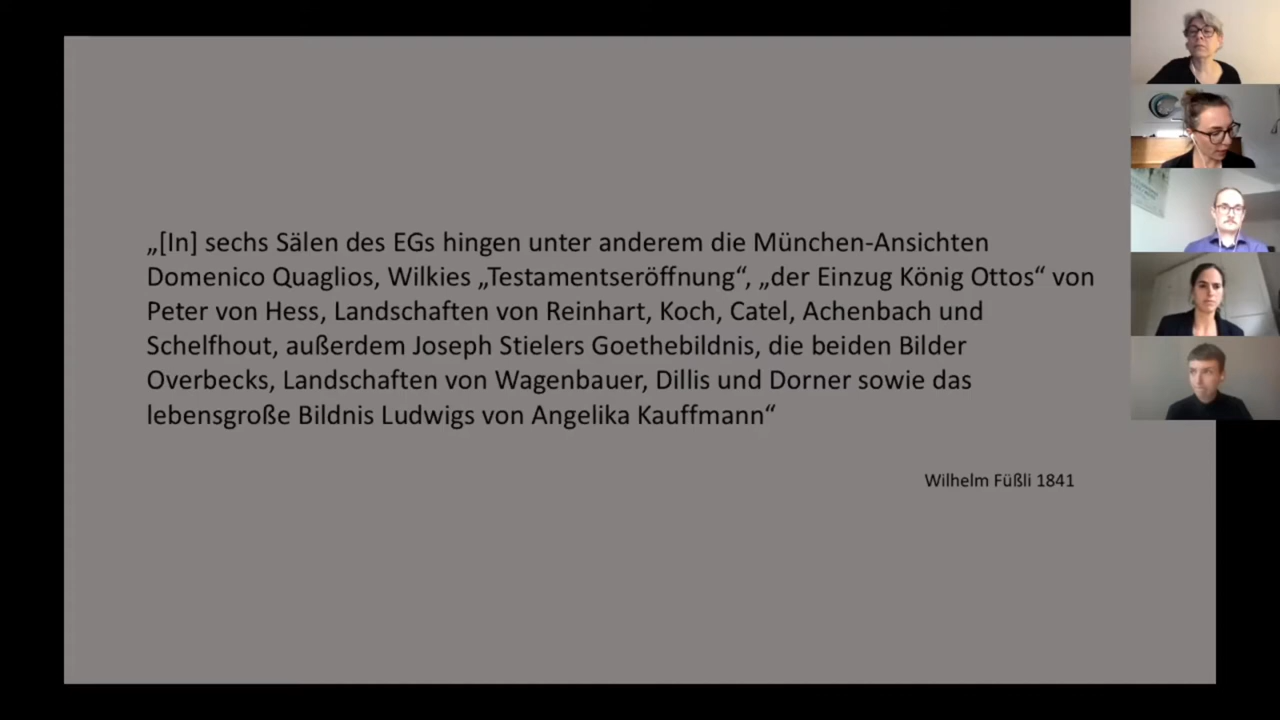 „[In] sechs Sälen des EGs hingen unter anderem die München-Ansichten
Domenico Quaglios, Wilkies „Testamentseröffnung“, „der Einzug König Ottos“ von
Peter von Hess, Landschaften von Reinhart, Koch, Catel, Achenbach und
Schelfhout, außerdem Joseph Stielers Goethebildnis, die beiden Bilder
Overbecks, Landschaften von Wagenbauer, Dillis und Dorner sowie das
lebensgroße Bildnis Ludwigs von Angelika Kauffmann“
Wilhelm Füßli 1841